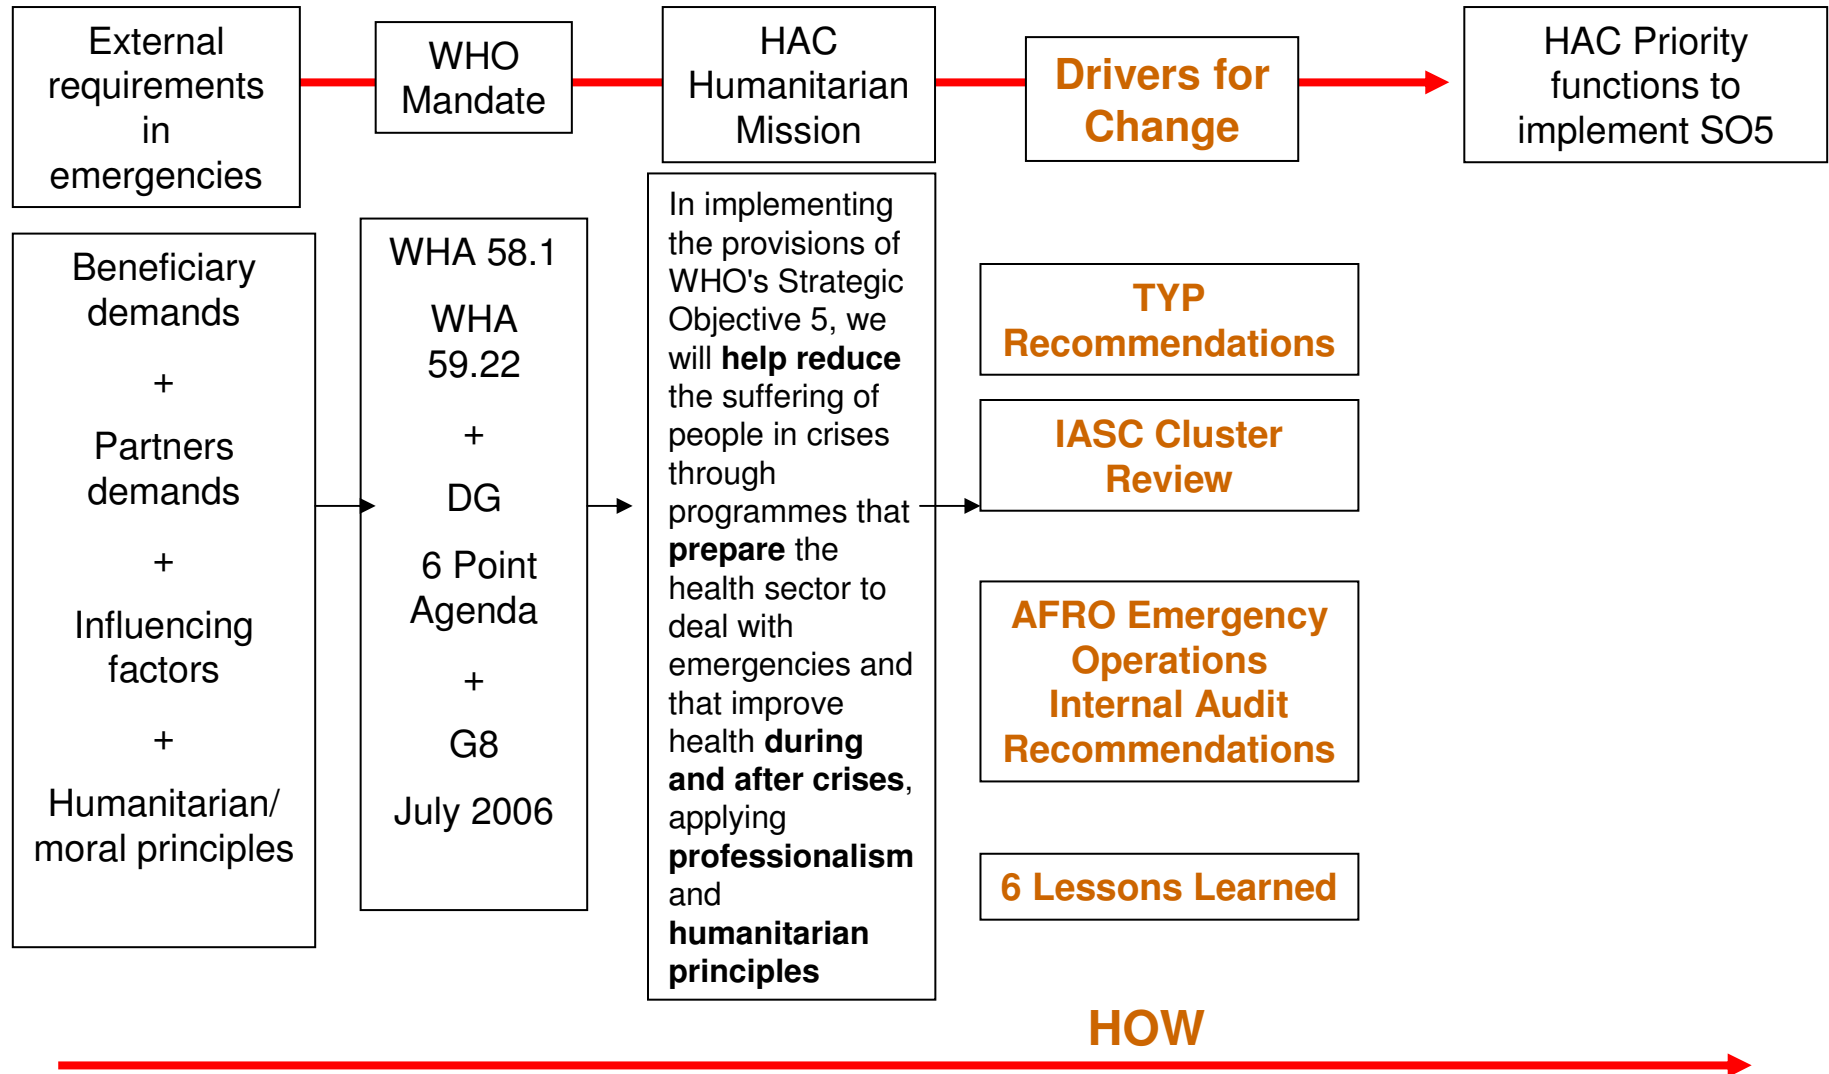 External
requirements
in
emergencies
WHO
Mandate
HAC
Humanitarian
Mission
Drivers for
Change
HAC Priority
functions to
implement SO5
Beneficiary
demands
+
Partners
demands
+
Influencing
factors
+
Humanitarian/
moral principles
WHA 58.1
WHA
59.22
+
DG
6 Point
Agenda
+
G8
July 2006
In implementing
the provisions of
WHO's Strategic
Objective 5, we
will help reduce
the suffering of
people in crises
through
programmes that
prepare the
health sector to
deal with
emergencies and
that improve
health during
and after crises,
applying
professionalism
and
humanitarian
principles
TYP
Recommendations
IASC Cluster
Review
AFRO Emergency
Operations
Internal Audit
Recommendations
6 Lessons Learned
HOW